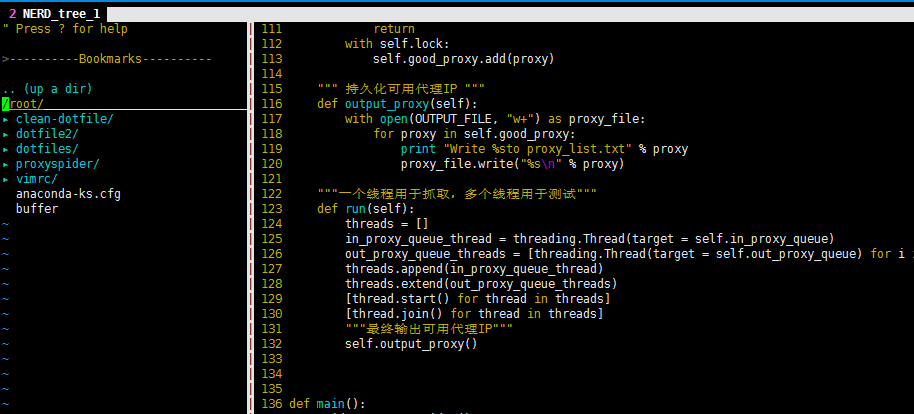 2 NERD_tree_1
" Press ? for help
>----------Bookmarks----------
.. (up a dir)
/root/
▸ clean-dotfile/
▸ dotfile2/
▸ dotfiles/
▸ proxyspider/
▸ vimrc/
anaconda-ks.cfg
buffer
~
~
~
~
~
~
~
~
~
~
~
~
~
111 return
112 with self.lock:
113 self.good_proxy.add(proxy)
114
115 """ 持久化可用代理IP """
116 def output_proxy(self):
117 with open(OUTPUT_FILE, "w+") as proxy_file:
118 for proxy in self.good_proxy:
119 print "Write %sto proxy_list.txt" % proxy
120 proxy_file.write("%s\n" % proxy)
121
122 """一个线程用于抓取，多个线程用于测试"""
123 def run(self):
124 threads = []
125 in_proxy_queue_thread = threading.Thread(target = self.in_proxy_queue)
126 out_proxy_queue_threads = [threading.Thread(target = self.out_proxy_queue) for i
127 threads.append(in_proxy_queue_thread)
128 threads.extend(out_proxy_queue_threads)
129 [thread.start() for thread in threads]
130 [thread.join() for thread in threads]
131 """最终输出可用代理IP"""
132 self.output_proxy()
133
134
135
136 def main():